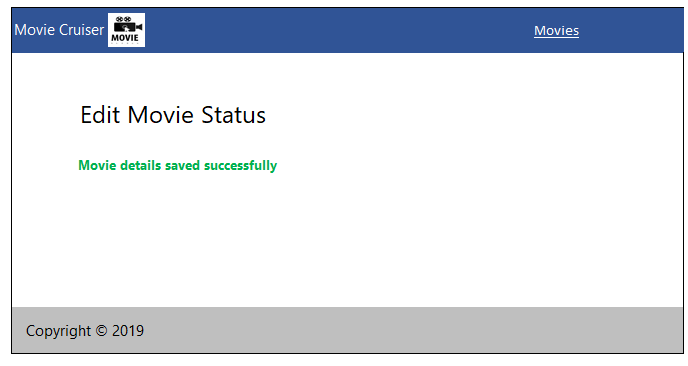 Movie Cruiser
MOVIE
Movies
Edit Movie Status
Movie details saved successfully
Copyright © 2019